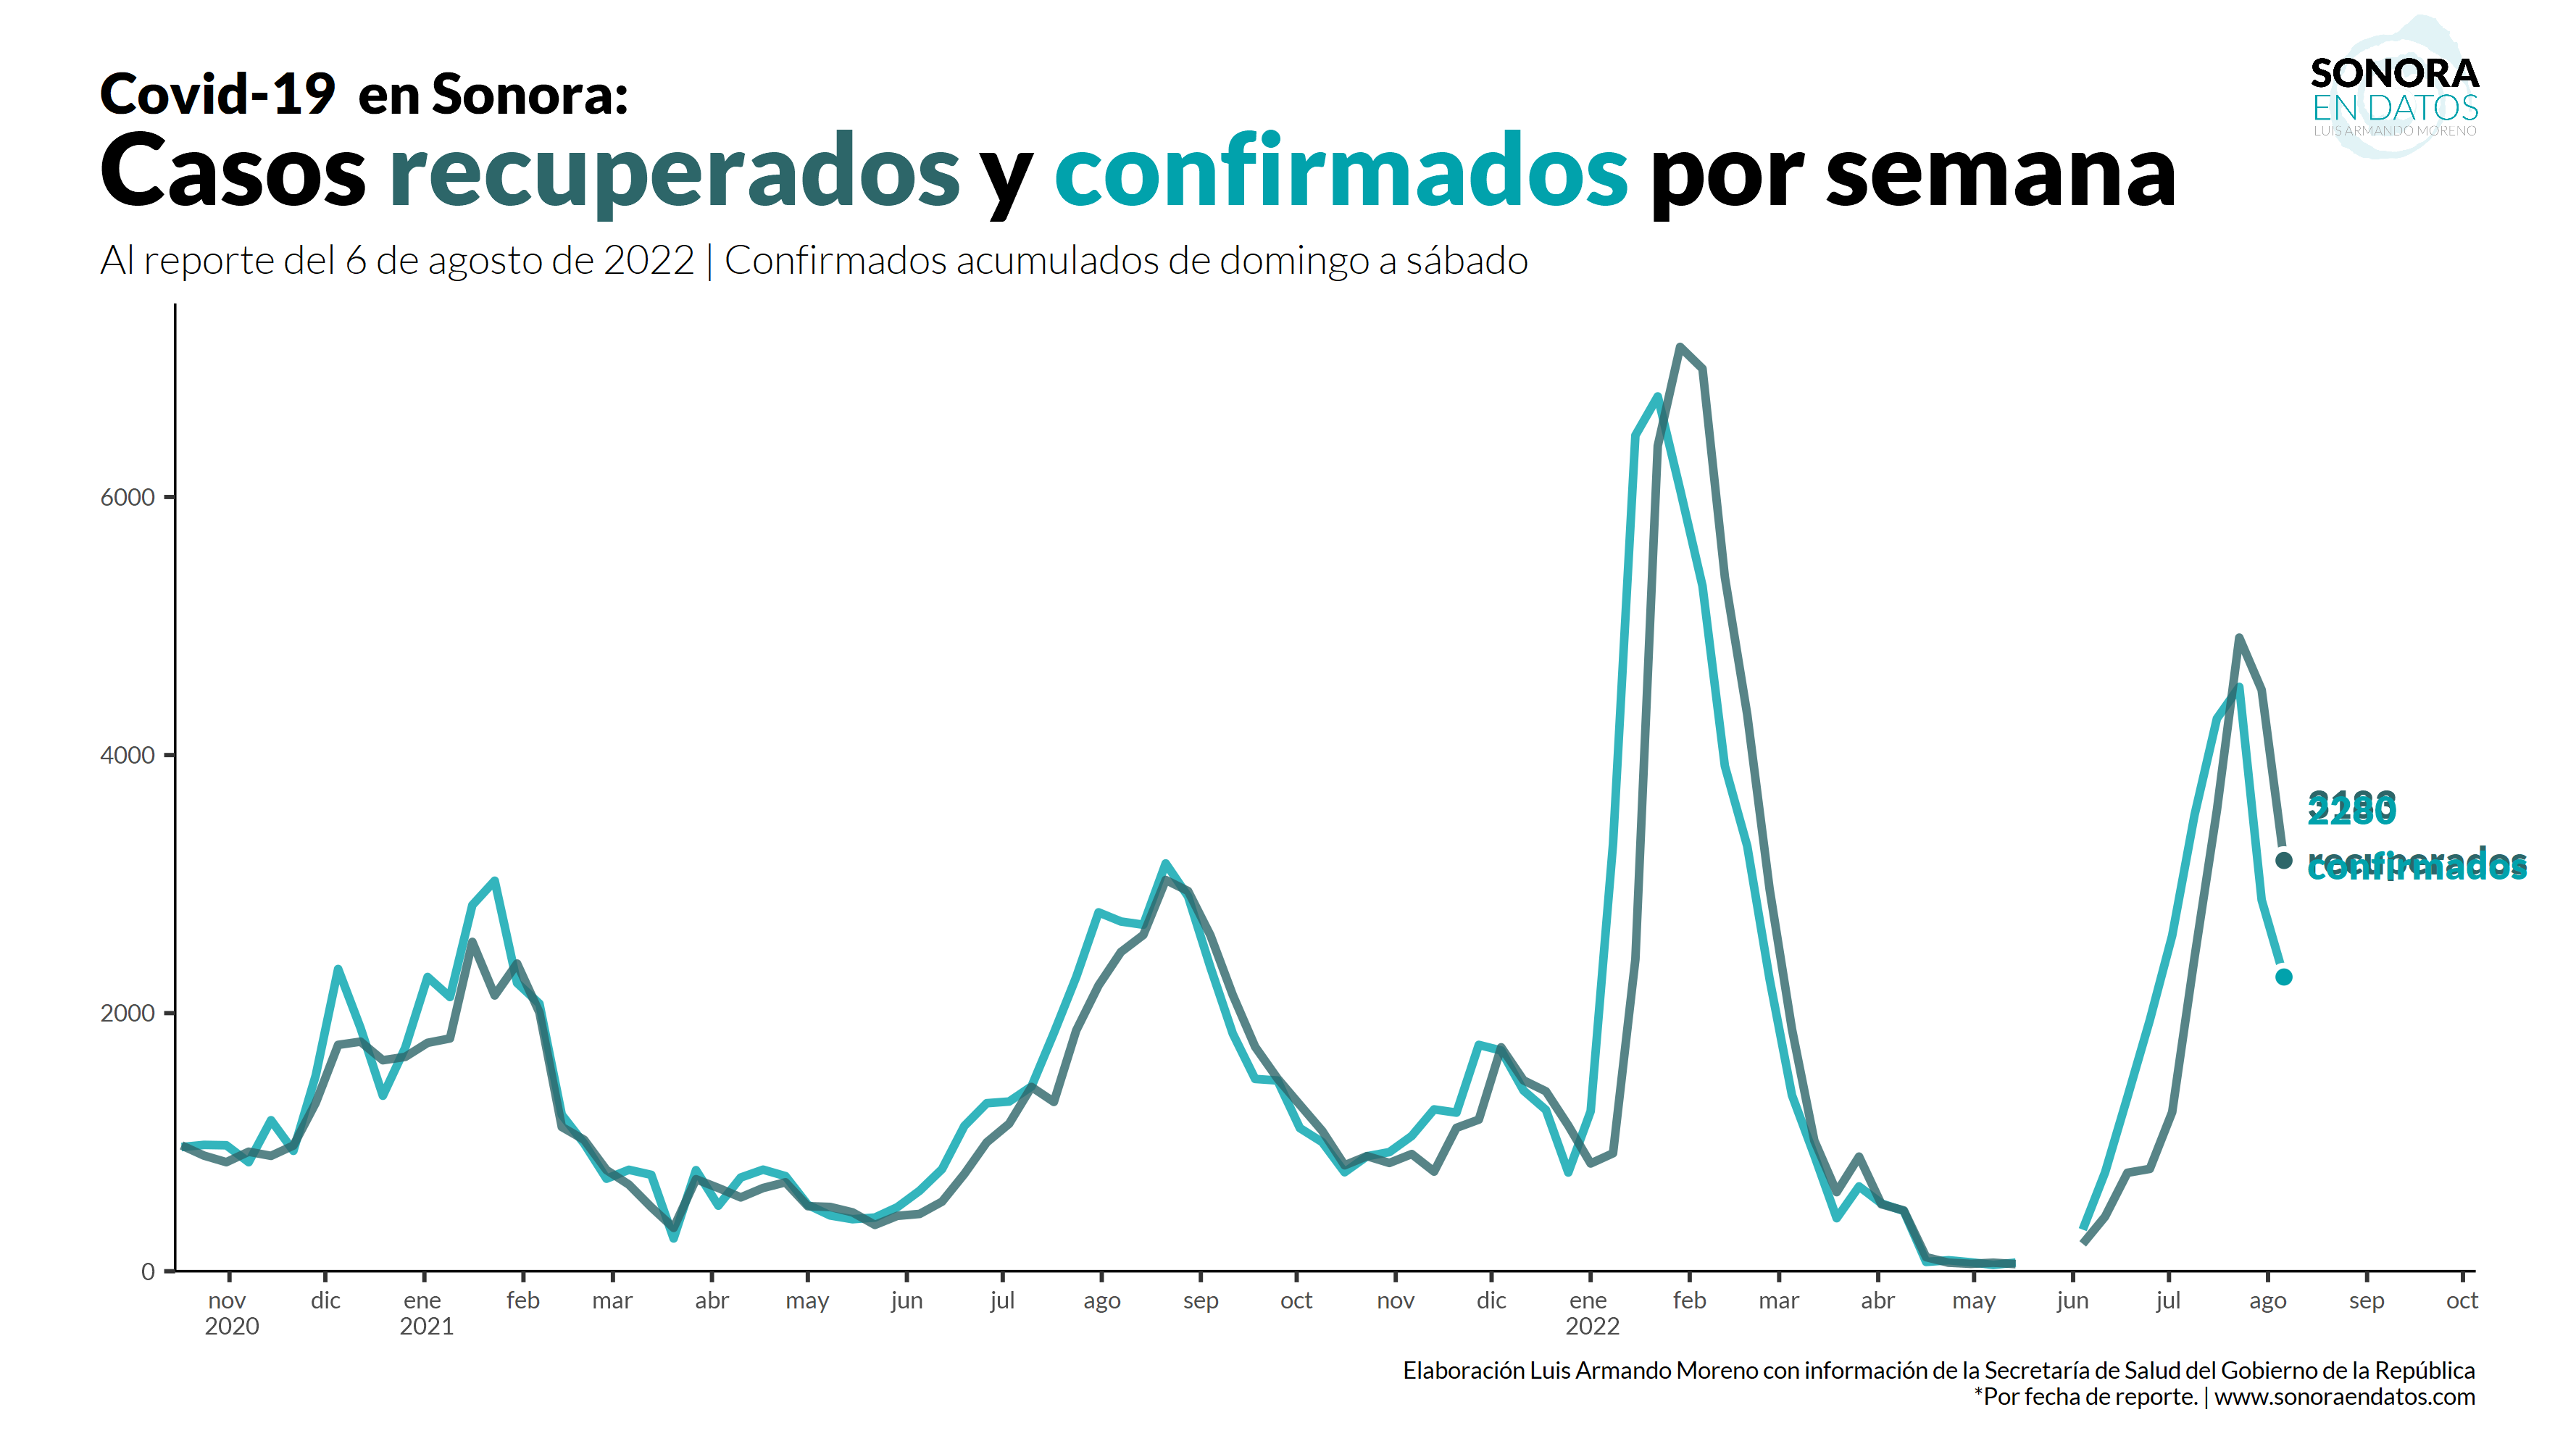 SONORA
EN DATOS
LUIS ARMANDO MORENO
Covid-19 en Sonora:
Casos recuperados y confirmados por semana
Al reporte del 6 de agosto de 2022 | Confirmados acumulados de domingo a sábado
6000
4000
2000
0
2280
recuperados
confirmados
nov dic ene feb mar abr may jun jul ago sep oct nov dic ene feb mar abr may jun jul ago sep oct
2020 2021 2022
Elaboración Luis Armando Moreno con información de la Secretaría de Salud del Gobierno de la República
*Por fecha de reporte. | www.sonoraendatos.com